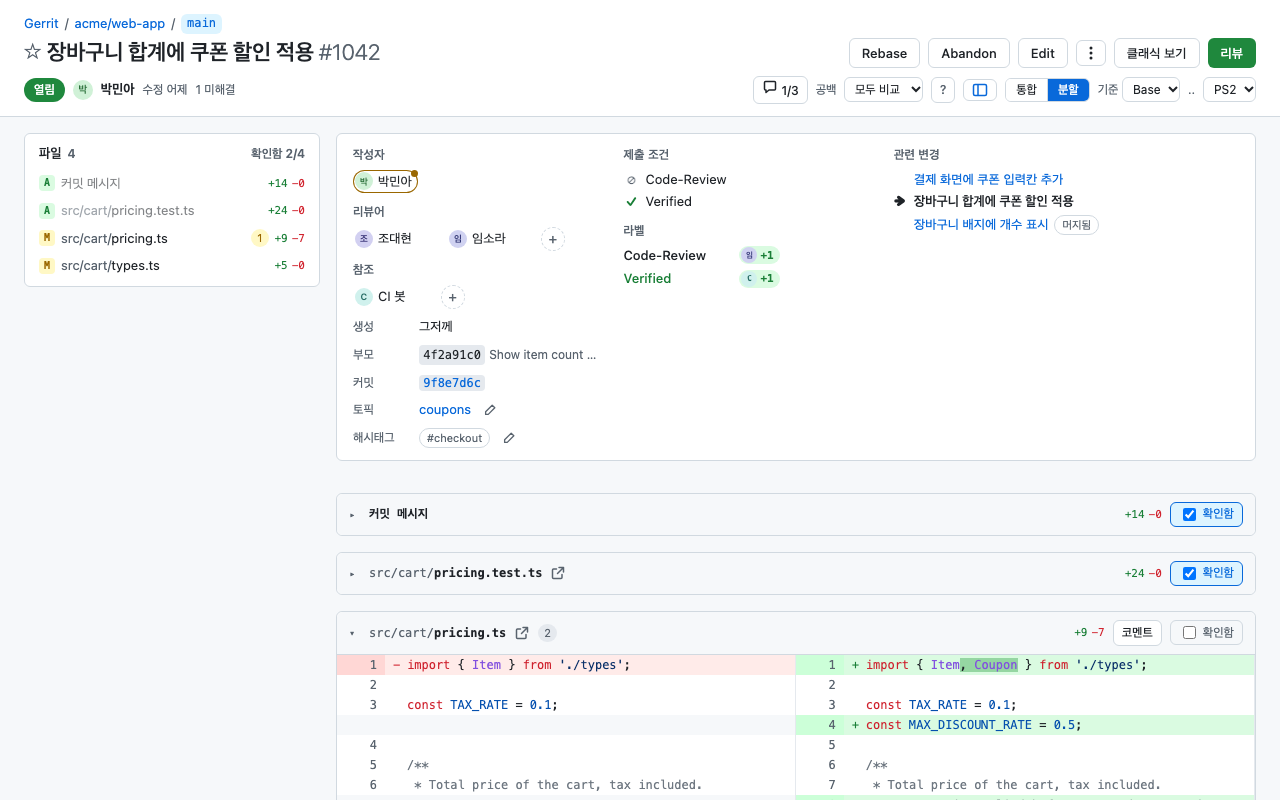 Gerrit / acme/web-app / main
☆ 장바구니 합계에 쿠폰 할인 적용 #1042
Rebase Abandon Edit ⋮ 클래식 보기 리뷰
열림 박 박민아 수정 어제 1 미해결
1/3 공백 모두 비교 ? 통합 분할 기준 Base .. PS2
파일 4 확인함 2/4
A 커밋 메시지 +14 −0
A src/cart/pricing.test.ts +24 −0
M src/cart/pricing.ts 1 +9 −7
M src/cart/types.ts +5 −0
작성자
박 박민아
리뷰어
조 조대현 임 임소라 +
참조
C CI 봇 +
생성 그저께
부모 4f2a91c0 Show item count ...
커밋 9f8e7d6c
토픽 coupons
해시태그 #checkout
제출 조건
⊘ Code-Review
✓ Verified
라벨
Code-Review 임 +1
Verified C +1
관련 변경
결제 화면에 쿠폰 입력칸 추가
장바구니 합계에 쿠폰 할인 적용
장바구니 배지에 개수 표시 머지됨
▸ 커밋 메시지 +14 −0 확인함
▸ src/cart/pricing.test.ts +24 −0 확인함
▾ src/cart/pricing.ts 2 +9 −7 코멘트 확인함
1 − import { Item } from './types'; 1 + import { Item, Coupon } from './types';
2 2
3 const TAX_RATE = 0.1; 3 const TAX_RATE = 0.1;
4 + const MAX_DISCOUNT_RATE = 0.5;
4 5
5 /** 6 /**
6 * Total price of the cart, tax included. 7 * Total price of the cart, tax included.